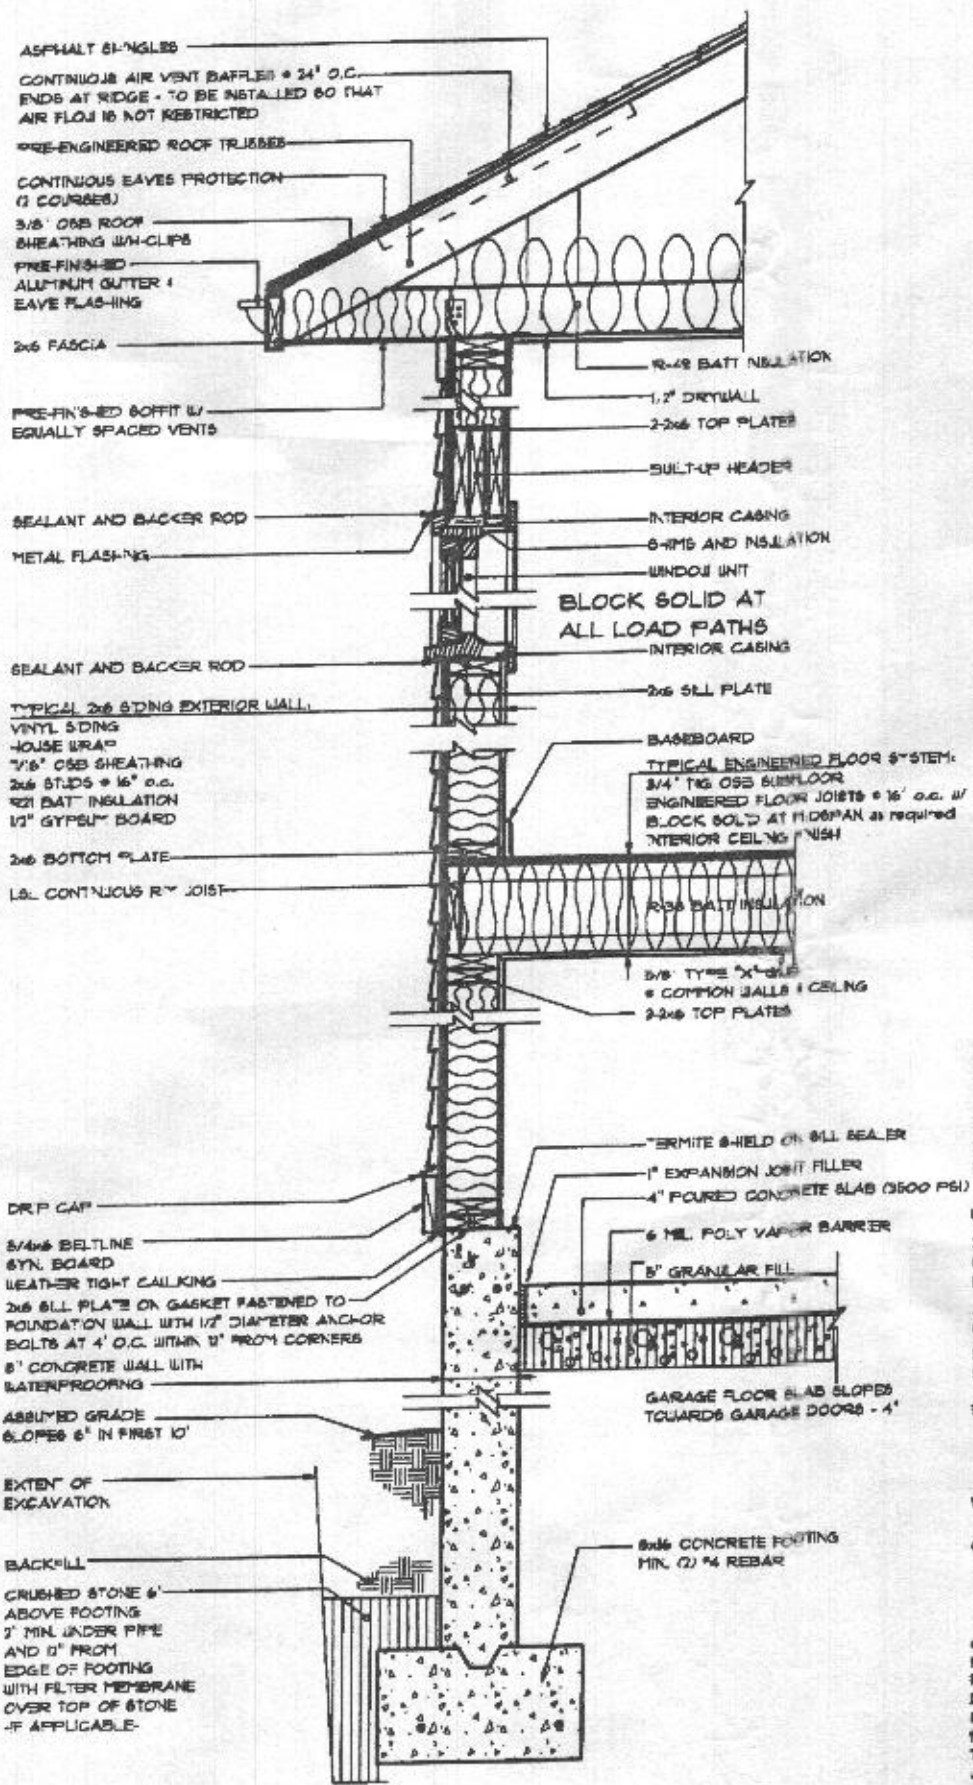 ASPHALT SHINGLES
CONTINUOUS AIR VENT BAFFLES @ 24" O.C.
ENDS AT RIDGE - TO BE INSTALLED SO THAT
AIR FLOW IS NOT RESTRICTED
PRE-ENGINEERED ROOF TRUSSES
CONTINUOUS EAVES PROTECTION
(2 COURSES)
5/8" OSB ROOF
SHEATHING W/H-CLIPS
PRE-FINISHED
ALUMINUM GUTTER &
EAVE FLASHING
2x6 FASCIA
PRE-FINISHED SOFFIT W/
EQUALLY SPACED VENTS
SEALANT AND BACKER ROD
METAL FLASHING
SEALANT AND BACKER ROD
TYPICAL 2x6 SIDING EXTERIOR WALL:
VINYL SIDING
HOUSE WRAP
7/16" OSB SHEATHING
2x6 STUDS @ 16" o.c.
R21 BATT INSULATION
1/2" GYPSUM BOARD
2x6 BOTTOM PLATE
LSL CONTINUOUS RIM JOIST
DRIP CAP
5/4x6 BELTLINE
SYN. BOARD
WEATHER TIGHT CAULKING
2x6 SILL PLATE ON GASKET FASTENED TO
FOUNDATION WALL WITH 1/2" DIAMETER ANCHOR
BOLTS AT 4' O.C. WITHIN 12" FROM CORNERS
8" CONCRETE WALL WITH
WATERPROOFING
ASSUMED GRADE
SLOPES 6" IN FIRST 10'
EXTENT OF
EXCAVATION
BACKFILL
CRUSHED STONE 6"
ABOVE FOOTING
2" MIN. UNDER PIPE
AND 12" FROM
EDGE OF FOOTING
WITH FILTER MEMBRANE
OVER TOP OF STONE
-IF APPLICABLE-
R-49 BATT INSULATION
1/2" DRYWALL
2-2x6 TOP PLATES
BUILT-UP HEADER
INTERIOR CASING
SHIMS AND INSULATION
WINDOW UNIT
BLOCK SOLID AT
ALL LOAD PATHS
INTERIOR CASING
2x6 SILL PLATE
BASEBOARD
TYPICAL ENGINEERED FLOOR SYSTEM:
3/4" T&G OSB SUBFLOOR
ENGINEERED FLOOR JOISTS @ 16" o.c. W/
BLOCK SOLID AT MIDSPAN as required
INTERIOR CEILING FINISH
R-38 BATT INSULATION
5/8" TYPE "X"
@ COMMON WALLS & CEILING
2-2x6 TOP PLATES
TERMITE SHIELD ON SILL SEALER
1" EXPANSION JOINT FILLER
4" POURED CONCRETE SLAB (3500 PSI)
6 MIL. POLY VAPOR BARRIER
GRANULAR FILL
GARAGE FLOOR SLAB SLOPES
TOWARDS GARAGE DOORS - 4"
8x16 CONCRETE FOOTING
MIN. (2) #4 REBAR